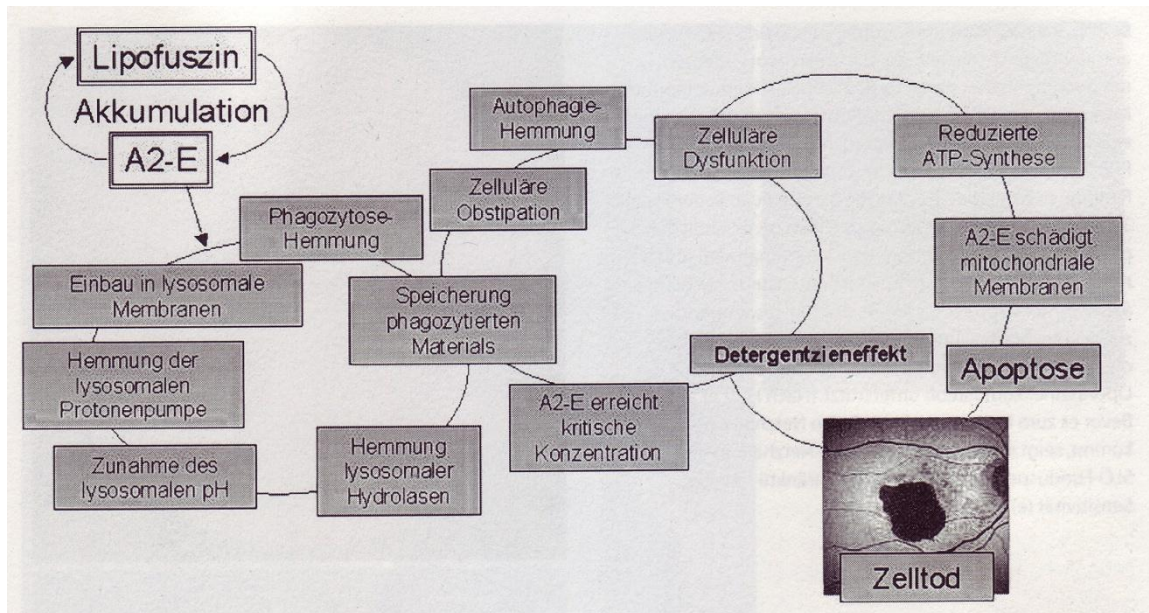 Lipofuszin
Akkumulation
A2-E
Phagozytose-
Hemmung
Einbau in lysosomale
Membranen
Hemmung der
lysosomalen
Protonenpumpe
Zunahme des
lysosomalen pH
Hemmung
lysosomaler
Hydrolasen
Speicherung
phagozytierten
Materials
Zelluläre
Obstipation
Autophagie-
Hemmung
Zelluläre
Dysfunktion
Reduzierte
ATP-Synthese
A2-E schädigt
mitochondriale
Membranen
Apoptose
Detergentzieneffekt
A2-E erreicht
kritische
Konzentration
Zelltod